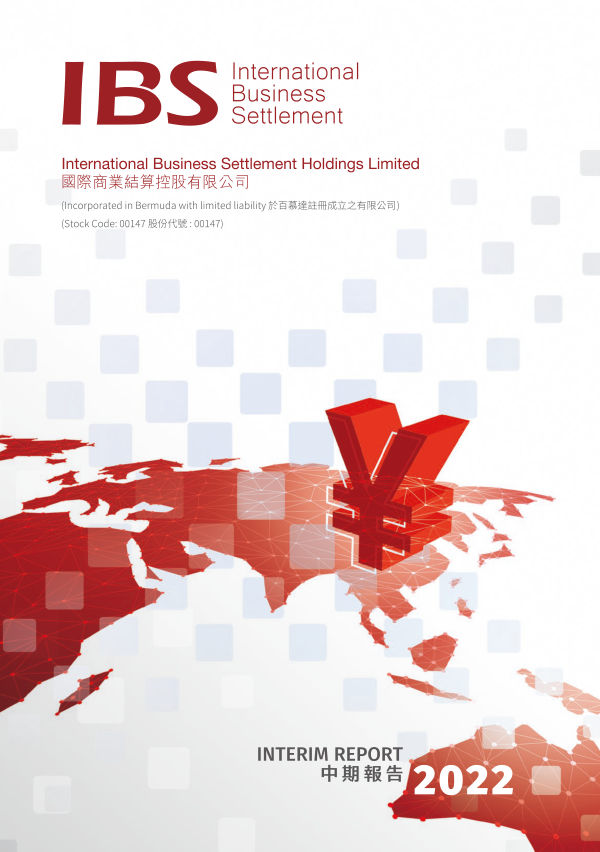 IBS
International
Business
Settlement
International Business Settlement Holdings Limited
國際商業結算控股有限公司
(Incorporated in Bermuda with limited liability 於百慕達註冊成立之有限公司)
(Stock Code: 00147 股份代號 : 00147)
INTERIM REPORT
中期報告
2022